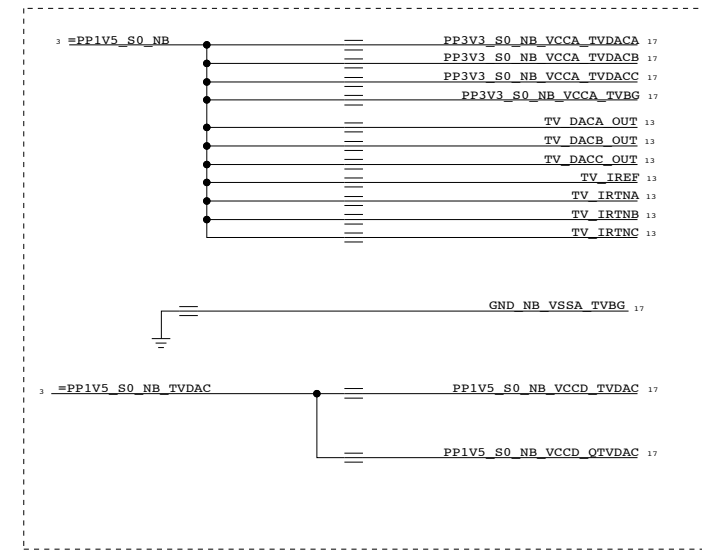 3 =PP1V5_S0_NB PP3V3_S0_NB_VCCA_TVDACA 17
PP3V3_S0_NB_VCCA_TVDACB 17
PP3V3_S0_NB_VCCA_TVDACC 17
PP3V3_S0_NB_VCCA_TVBG 17
TV_DACA_OUT 13
TV_DACB_OUT 13
TV_DACC_OUT 13
TV_IREF 13
TV_IRTNA 13
TV_IRTNB 13
TV_IRTNC 13
GND_NB_VSSA_TVBG 17
3 =PP1V5_S0_NB_TVDAC PP1V5_S0_NB_VCCD_TVDAC 17
PP1V5_S0_NB_VCCD_QTVDAC 17